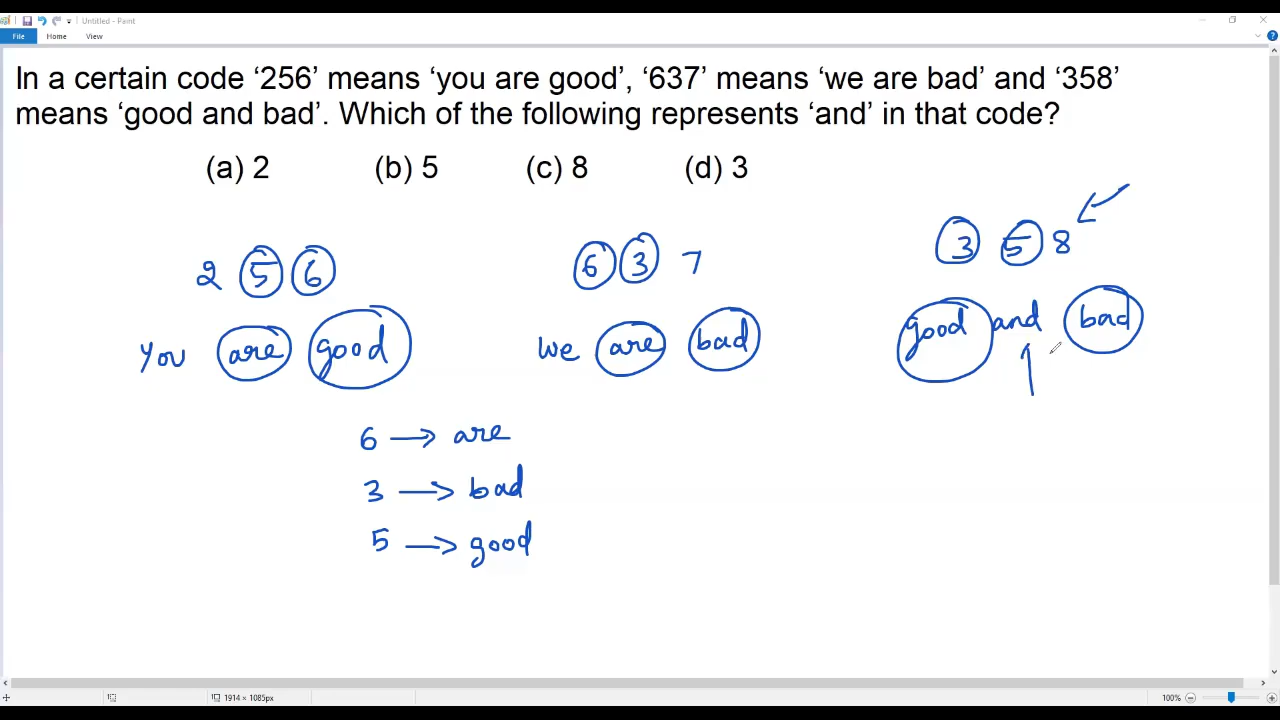 Untitled - Paint
File Home View
In a certain code ‘256’ means ‘you are good’, ‘637’ means ‘we are bad’ and ‘358’
means ‘good and bad’. Which of the following represents ‘and’ in that code?
(a) 2 (b) 5 (c) 8 (d) 3
2 5 6 6 3 7 3 5 8
You are good We are bad good and bad
6 → are
3 → bad
5 → good
1914 × 1085px 100%